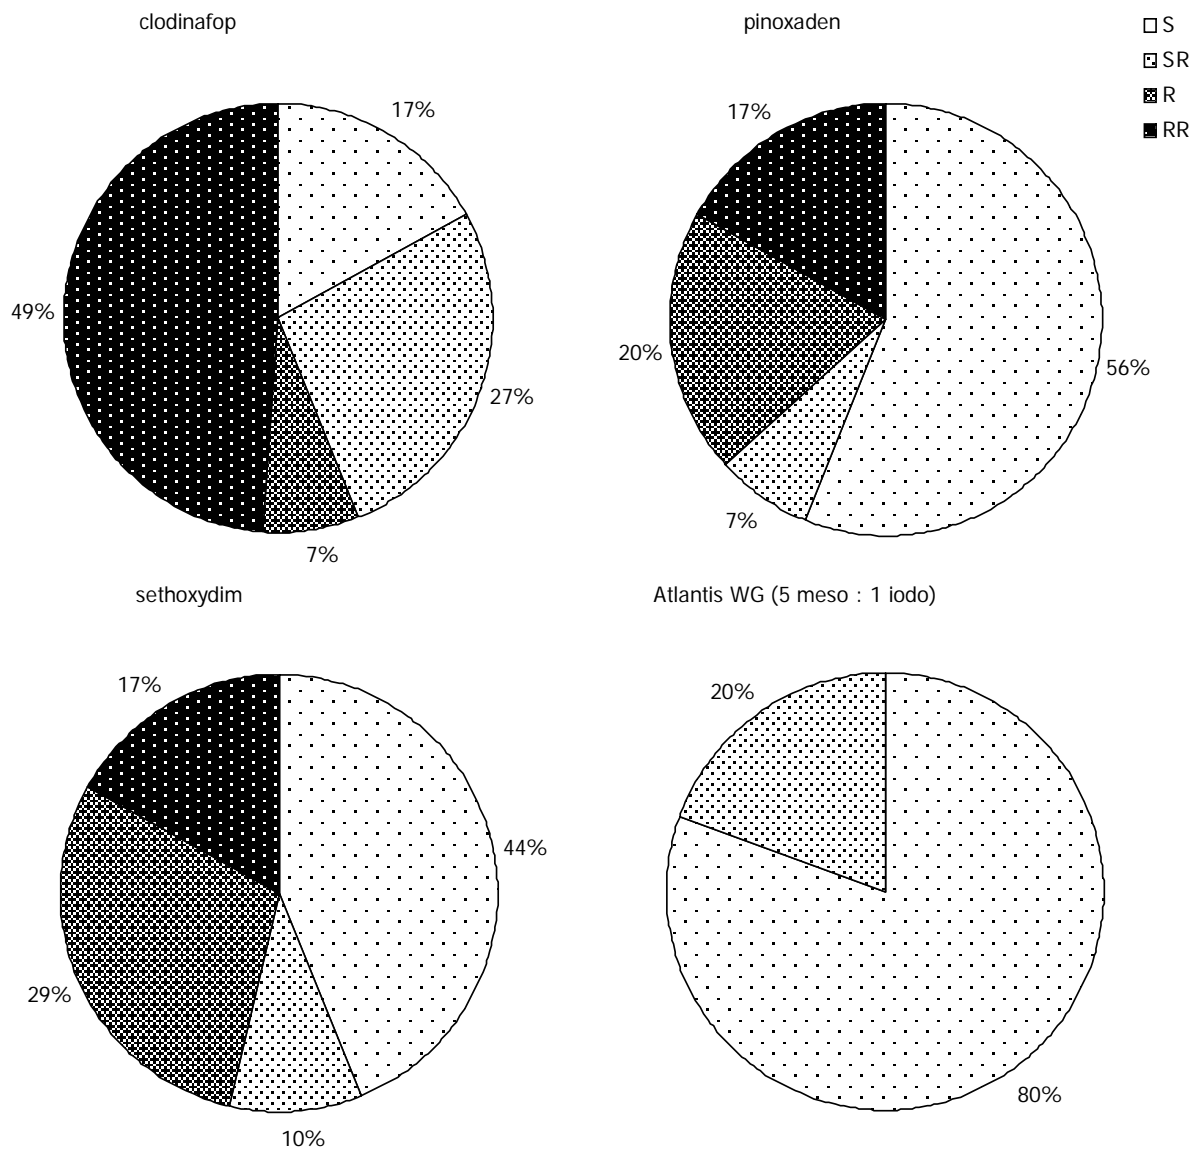 clodinafop
pinoxaden
S
SR
R
RR
17%
27%
7%
49%
56%
7%
20%
17%
sethoxydim
Atlantis WG (5 meso : 1 iodo)
44%
10%
29%
17%
80%
20%